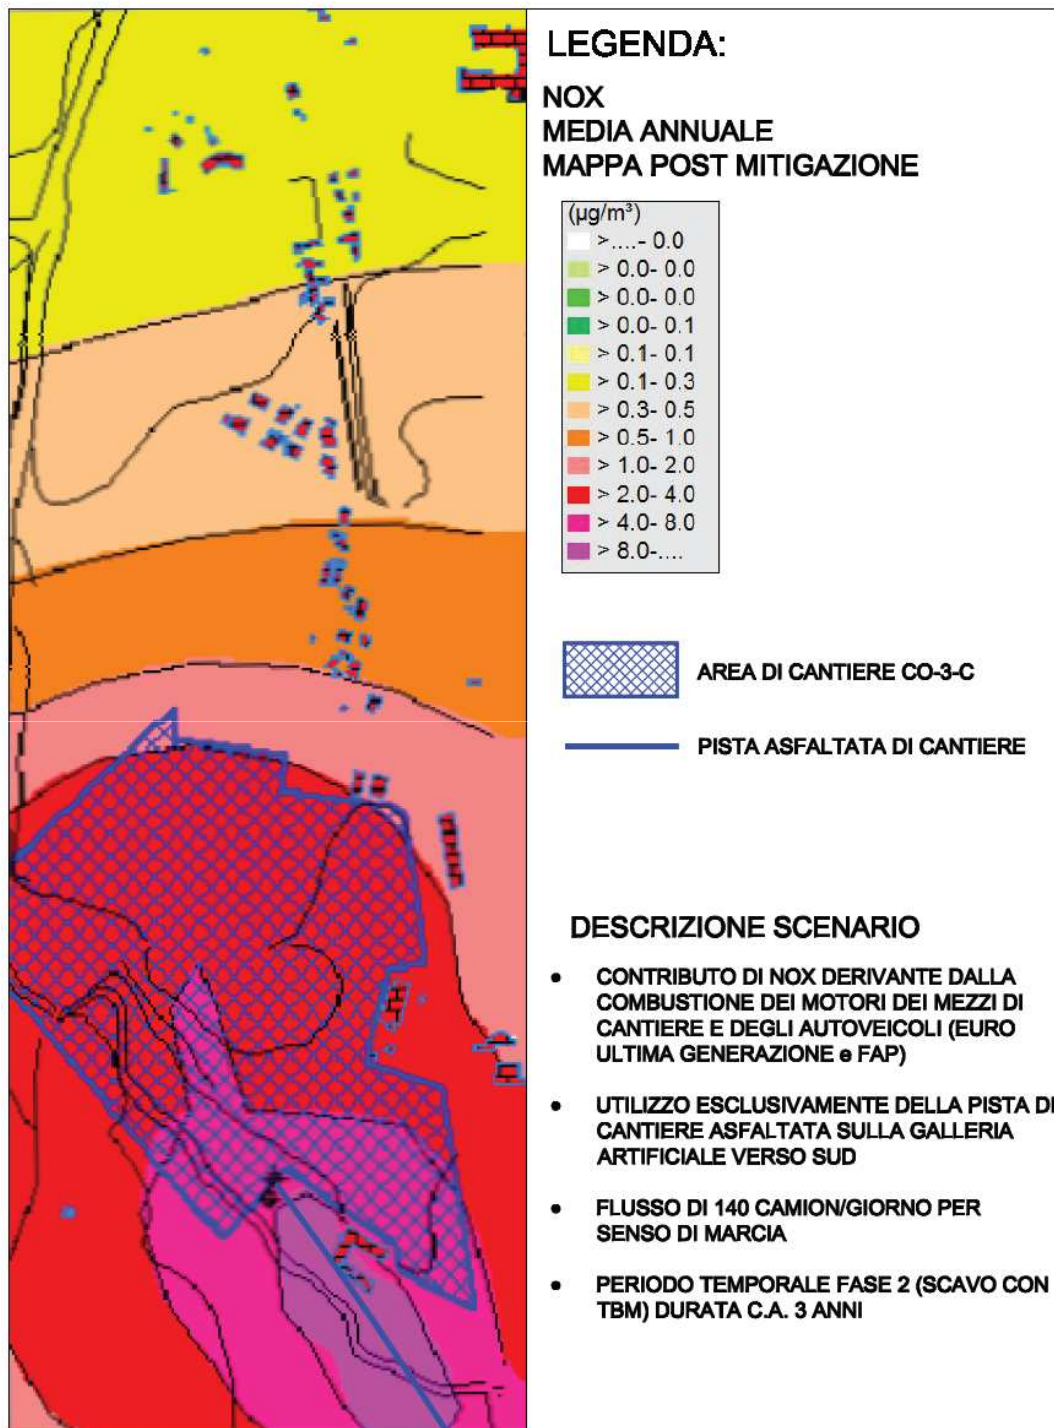 LEGENDA:
NOX
MEDIA ANNUALE
MAPPA POST MITIGAZIONE
(µg/m³)
>....- 0.0
> 0.0- 0.0
> 0.0- 0.0
> 0.0- 0.1
> 0.1- 0.1
> 0.1- 0.3
> 0.3- 0.5
> 0.5- 1.0
> 1.0- 2.0
> 2.0- 4.0
> 4.0- 8.0
> 8.0-....
AREA DI CANTIERE CO-3-C
PISTA ASFALTATA DI CANTIERE
DESCRIZIONE SCENARIO
• CONTRIBUTO DI NOX DERIVANTE DALLA
COMBUSTIONE DEI MOTORI DEI MEZZI DI
CANTIERE E DEGLI AUTOVEICOLI (EURO
ULTIMA GENERAZIONE e FAP)
• UTILIZZO ESCLUSIVAMENTE DELLA PISTA DI
CANTIERE ASFALTATA SULLA GALLERIA
ARTIFICIALE VERSO SUD
• FLUSSO DI 140 CAMION/GIORNO PER
SENSO DI MARCIA
• PERIODO TEMPORALE FASE 2 (SCAVO CON
TBM) DURATA C.A. 3 ANNI